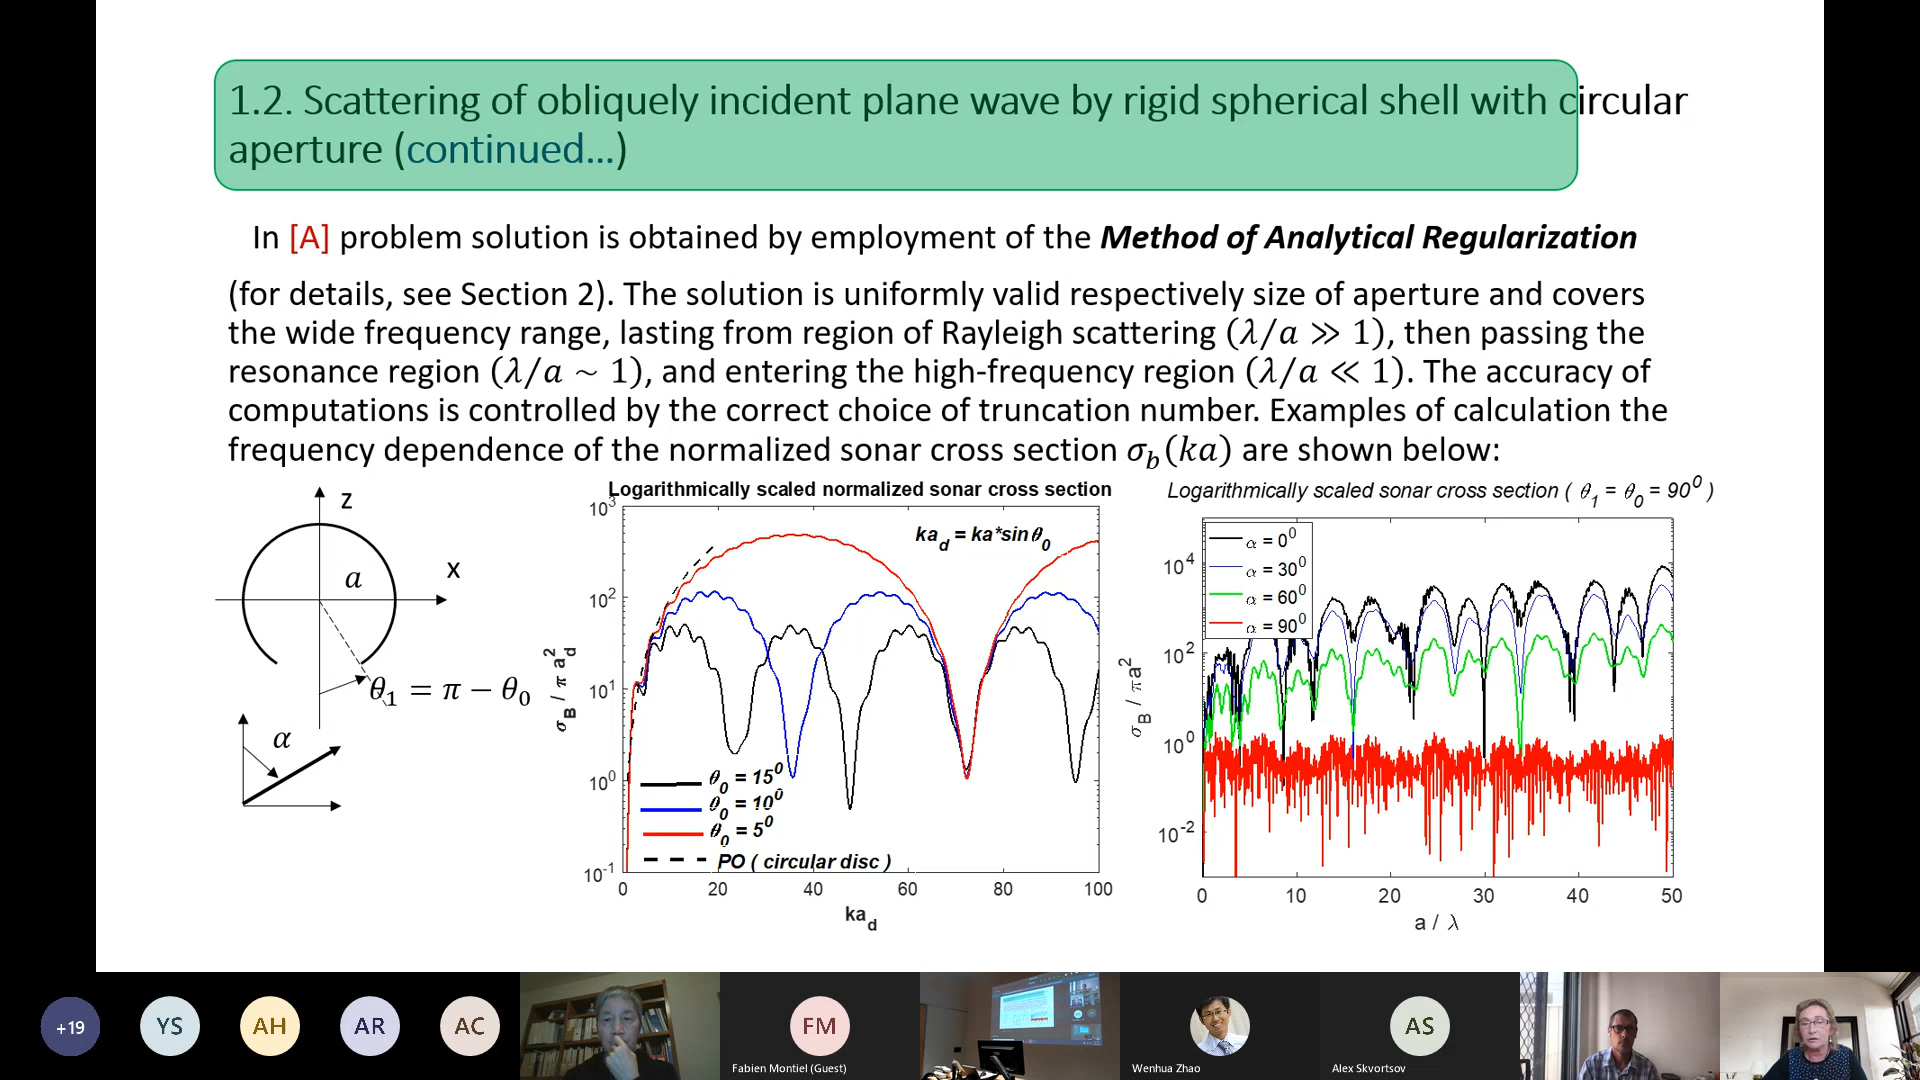 1.2. Scattering of obliquely incident plane wave by rigid spherical shell with circular
aperture (continued...)
In [A] problem solution is obtained by employment of the Method of Analytical Regularization
(for details, see Section 2). The solution is uniformly valid respectively size of aperture and covers
the wide frequency range, lasting from region of Rayleigh scattering (λ/a ≫ 1), then passing the
resonance region (λ/a ~ 1), and entering the high-frequency region (λ/a ≪ 1). The accuracy of
computations is controlled by the correct choice of truncation number. Examples of calculation the
frequency dependence of the normalized sonar cross section σ_b(ka) are shown below:
z
x
a
θ₁ = π − θ₀
α
Logarithmically scaled normalized sonar cross section
ka_d = ka*sinθ₀
σ_B / π a_d²
10³
10²
10¹
10⁰
10⁻¹
θ₀ = 15⁰
θ₀ = 10⁰
θ₀ = 5⁰
PO ( circular disc )
0 20 40 60 80 100
ka_d
Logarithmically scaled sonar cross section ( θ₁ = θ₀ = 90⁰ )
σ_B / πa²
10⁴
10²
10⁰
10⁻²
α = 0⁰
α = 30⁰
α = 60⁰
α = 90⁰
0 10 20 30 40 50
a / λ
+19
YS
AH
AR
AC
FM
Fabien Montiel (Guest)
Wenhua Zhao
AS
Alex Skvortsov